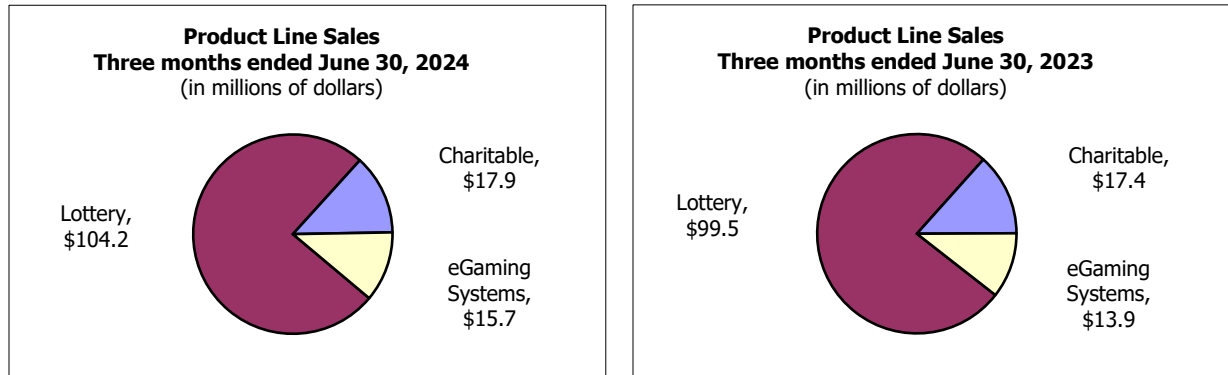 Product Line Sales
Three months ended June 30, 2024
(in millions of dollars)
Charitable,
$17.9
Lottery,
$104.2
eGaming
Systems,
$15.7
Product Line Sales
Three months ended June 30, 2023
(in millions of dollars)
Charitable,
$17.4
Lottery,
$99.5
eGaming
Systems,
$13.9